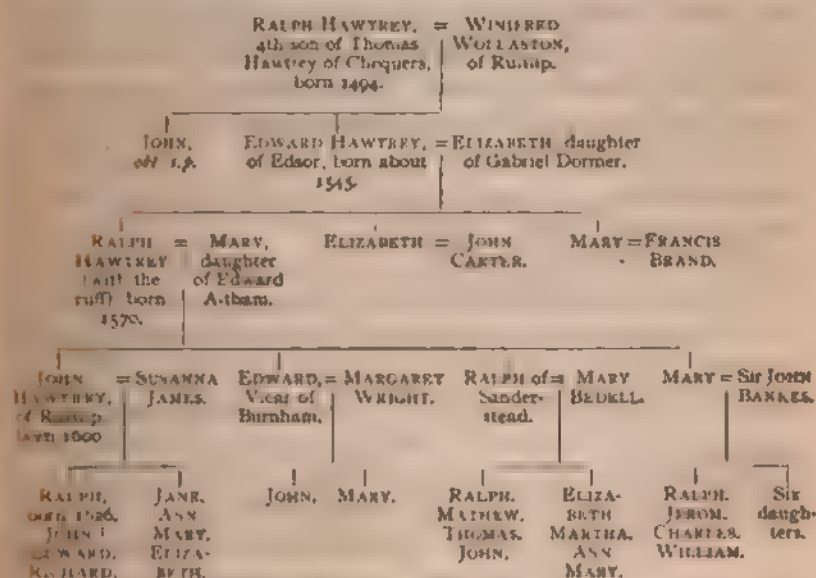 RALPH HAWTREY, = WINIFRED
4th son of Thomas WOLLASTON,
Hawtrey of Chequers, of Ruislip.
born 1494.
JOHN, EDWARD HAWTREY, = ELIZABETH daughter
obt s.p. of Edsor, born about of Gabriel Dormer.
1545.
RALPH = MARY, ELIZABETH = JOHN MARY = FRANCIS
HAWTREY daughter CARTER. BRAND.
(with the of Edward
ruff) born Altham.
1570.
JOHN = SUSANNA EDWARD, = MARGARET RALPH of = MARY MARY = Sir JOHN
HAWTREY, JAMES. Vicar of WRIGHT. Sander- BEDELL. BANKES.
of Ruislip Burnham. stead.
born 1600
RALPH, JANE, JOHN, MARY. RALPH. ELIZA- RALPH. Six
born 1626. ANN MATHEW. BETH JEROM. daugh-
JOHN MARY. THOMAS. MARTHA. CHARLES. ters.
EDWARD. ELIZA- JOHN. ANN WILLIAM.
RICHARD. BETH. MARY.